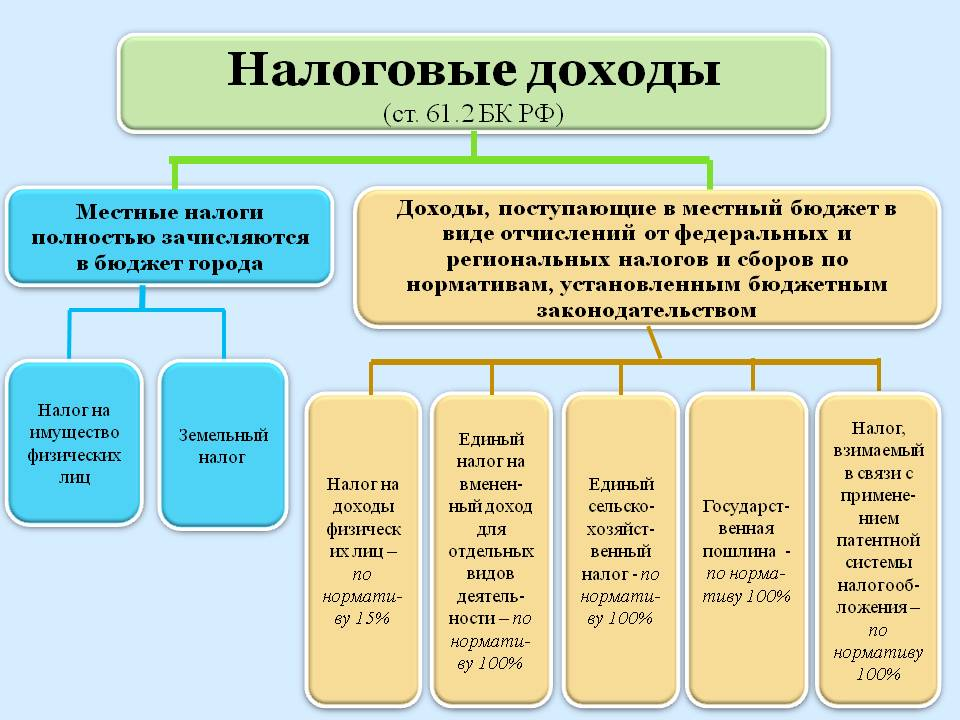 Налоговые доходы
(ст. 61.2 БК РФ)
Местные налоги
полностью зачисляются
в бюджет города
Доходы, поступающие в местный бюджет в
виде отчислений от федеральных и
региональных налогов и сборов по
нормативам, установленным бюджетным
законодательством
Налог на
имущество
физических
лиц
Земельный
налог
Налог на
доходы
физическ
их лиц –
по
нормати-
ву 15%
Единый
налог на
вменен-
ный доход
для
отдельных
видов
деятель-
ности – по
нормати-
ву 100%
Единый
сельско-
хозяйст-
венный
налог - по
нормати-
ву 100%
Государст-
венная
пошлина -
по норма-
тиву 100%
Налог,
взимаемый
в связи с
примене-
нием
патентной
системы
налогооб-
ложения –
по
нормативу
100%